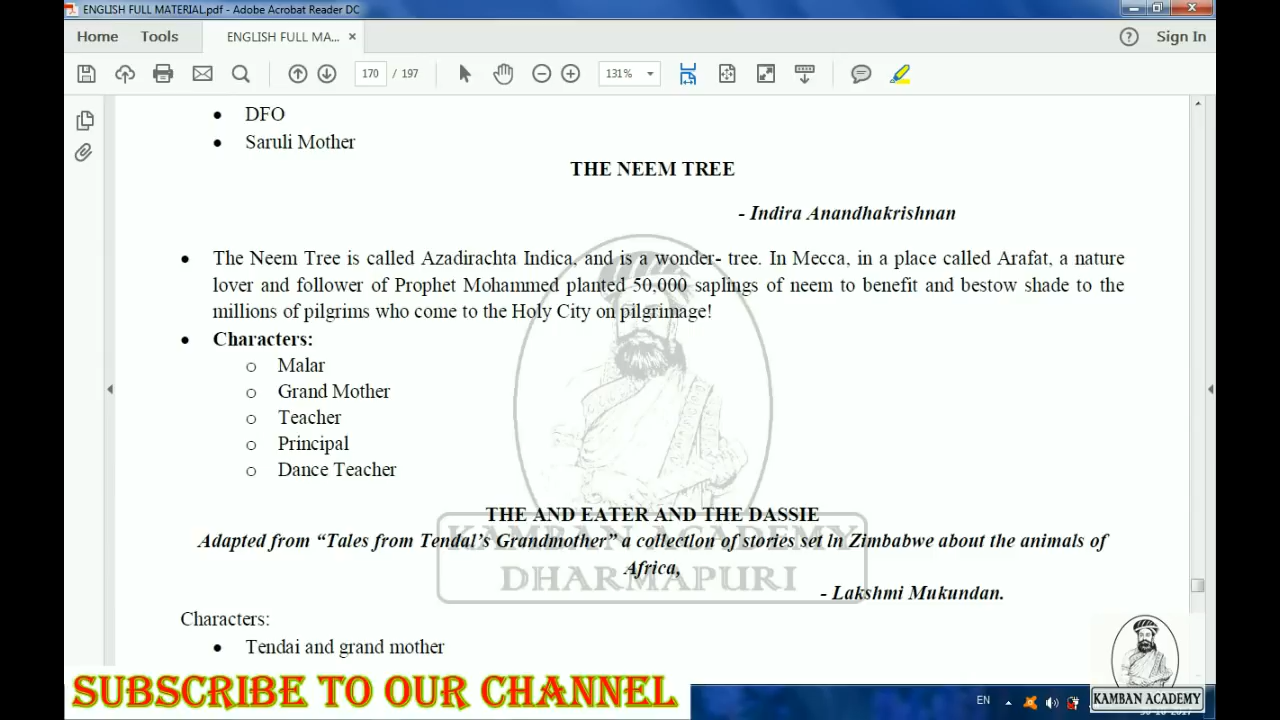 ENGLISH FULL MATERIAL.pdf - Adobe Acrobat Reader DC
Home Tools ENGLISH FULL MA... × Sign In
170 / 197 131%
• DFO
• Saruli Mother
THE NEEM TREE
- Indira Anandhakrishnan
• The Neem Tree is called Azadirachta Indica, and is a wonder- tree. In Mecca, in a place called Arafat, a nature
lover and follower of Prophet Mohammed planted 50,000 saplings of neem to benefit and bestow shade to the
millions of pilgrims who come to the Holy City on pilgrimage!
• Characters:
o Malar
o Grand Mother
o Teacher
o Principal
o Dance Teacher
THE AND EATER AND THE DASSIE
Adapted from “Tales from Tendal's Grandmother” a collection of stories set in Zimbabwe about the animals of
Africa,
- Lakshmi Mukundan.
KAMBAN ACADEMY
DHARMAPURI
Characters:
• Tendai and grand mother
SUBSCRIBE TO OUR CHANNEL
EN
KAMBAN ACADEMY